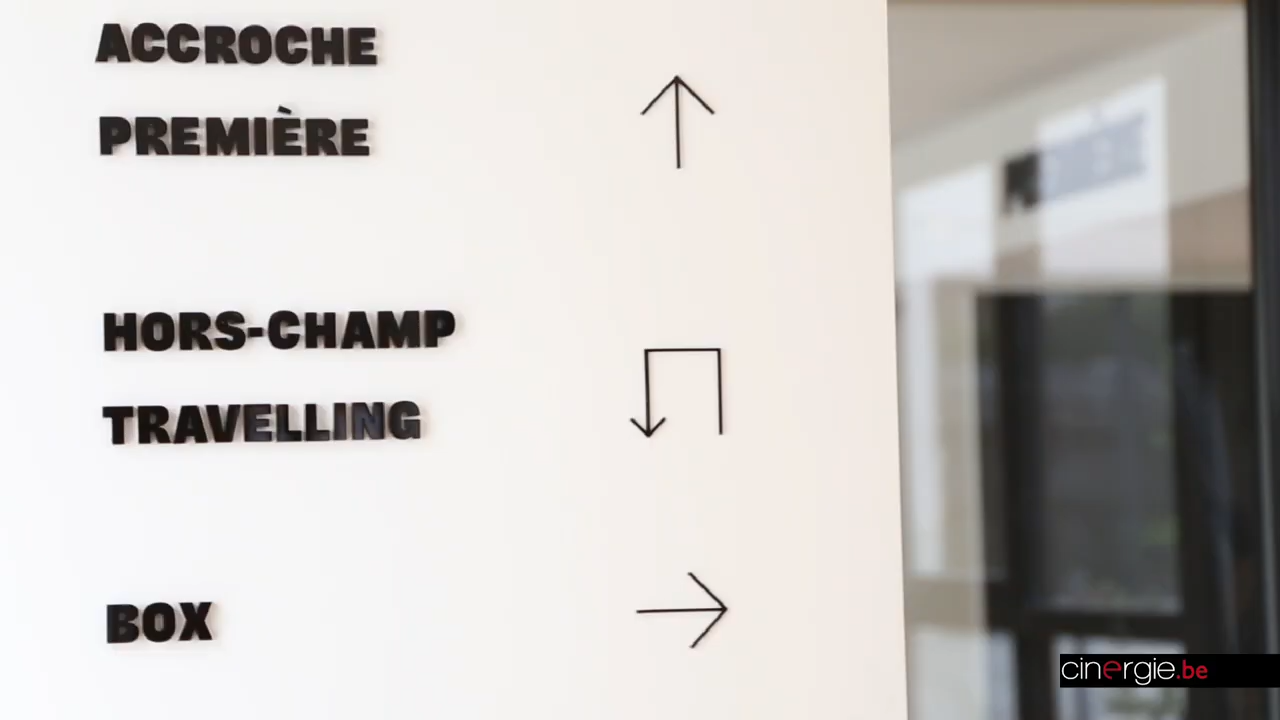 ACCROCHE
PREMIÈRE
HORS-CHAMP
TRAVELLING
BOX
cinergie.be